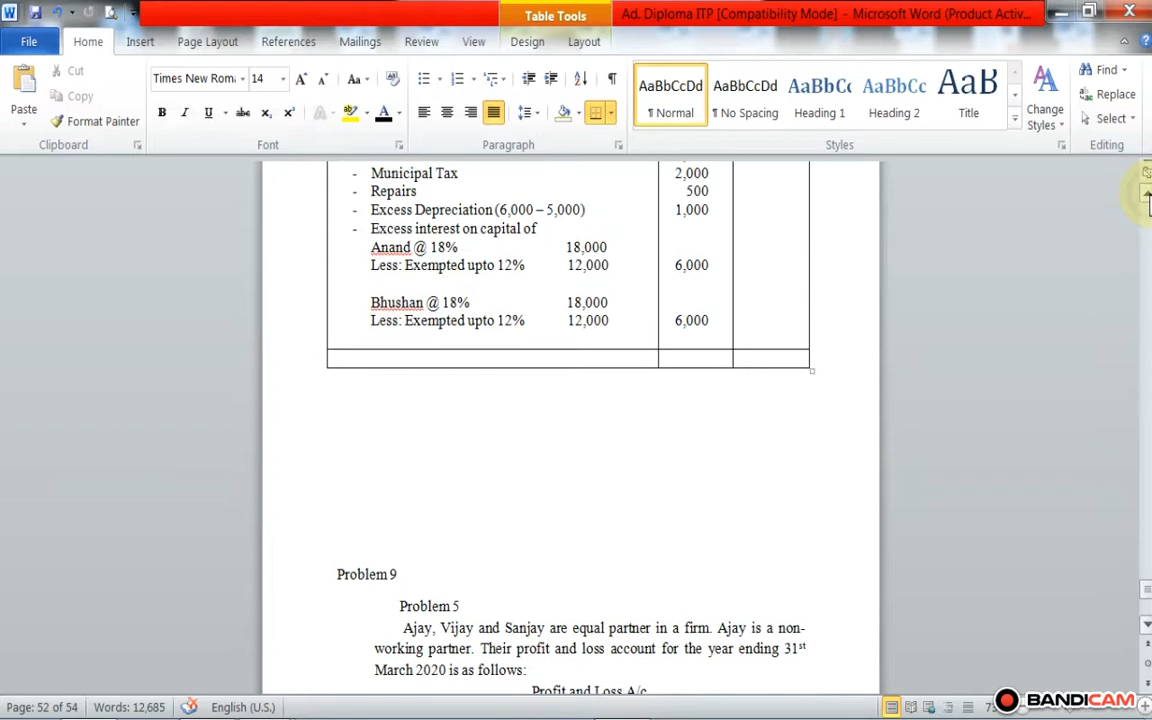 Table Tools
Ad. Diploma ITP [Compatibility Mode] - Microsoft Word (Product Activ...
File Home Insert Page Layout References Mailings Review View Design Layout
Paste
Cut
Copy
Format Painter
Clipboard
Times New Rom 14
Font
Paragraph
AaBbCcDd AaBbCcDd AaBbCc AaBbCc AaB
¶ Normal ¶ No Spacing Heading 1 Heading 2 Title
Change Styles
Styles
Find
Replace
Select
Editing
- Municipal Tax 2,000
- Repairs 500
- Excess Depreciation (6,000 – 5,000) 1,000
- Excess interest on capital of
Anand @ 18% 18,000
Less: Exempted upto 12% 12,000 6,000
Bhushan @ 18% 18,000
Less: Exempted upto 12% 12,000 6,000
Problem 9
Problem 5
Ajay, Vijay and Sanjay are equal partner in a firm. Ajay is a non-
working partner. Their profit and loss account for the year ending 31st
March 2020 is as follows:
Profit and Loss A/c
Page: 52 of 54 Words: 12,685 English (U.S.)
BANDICAM